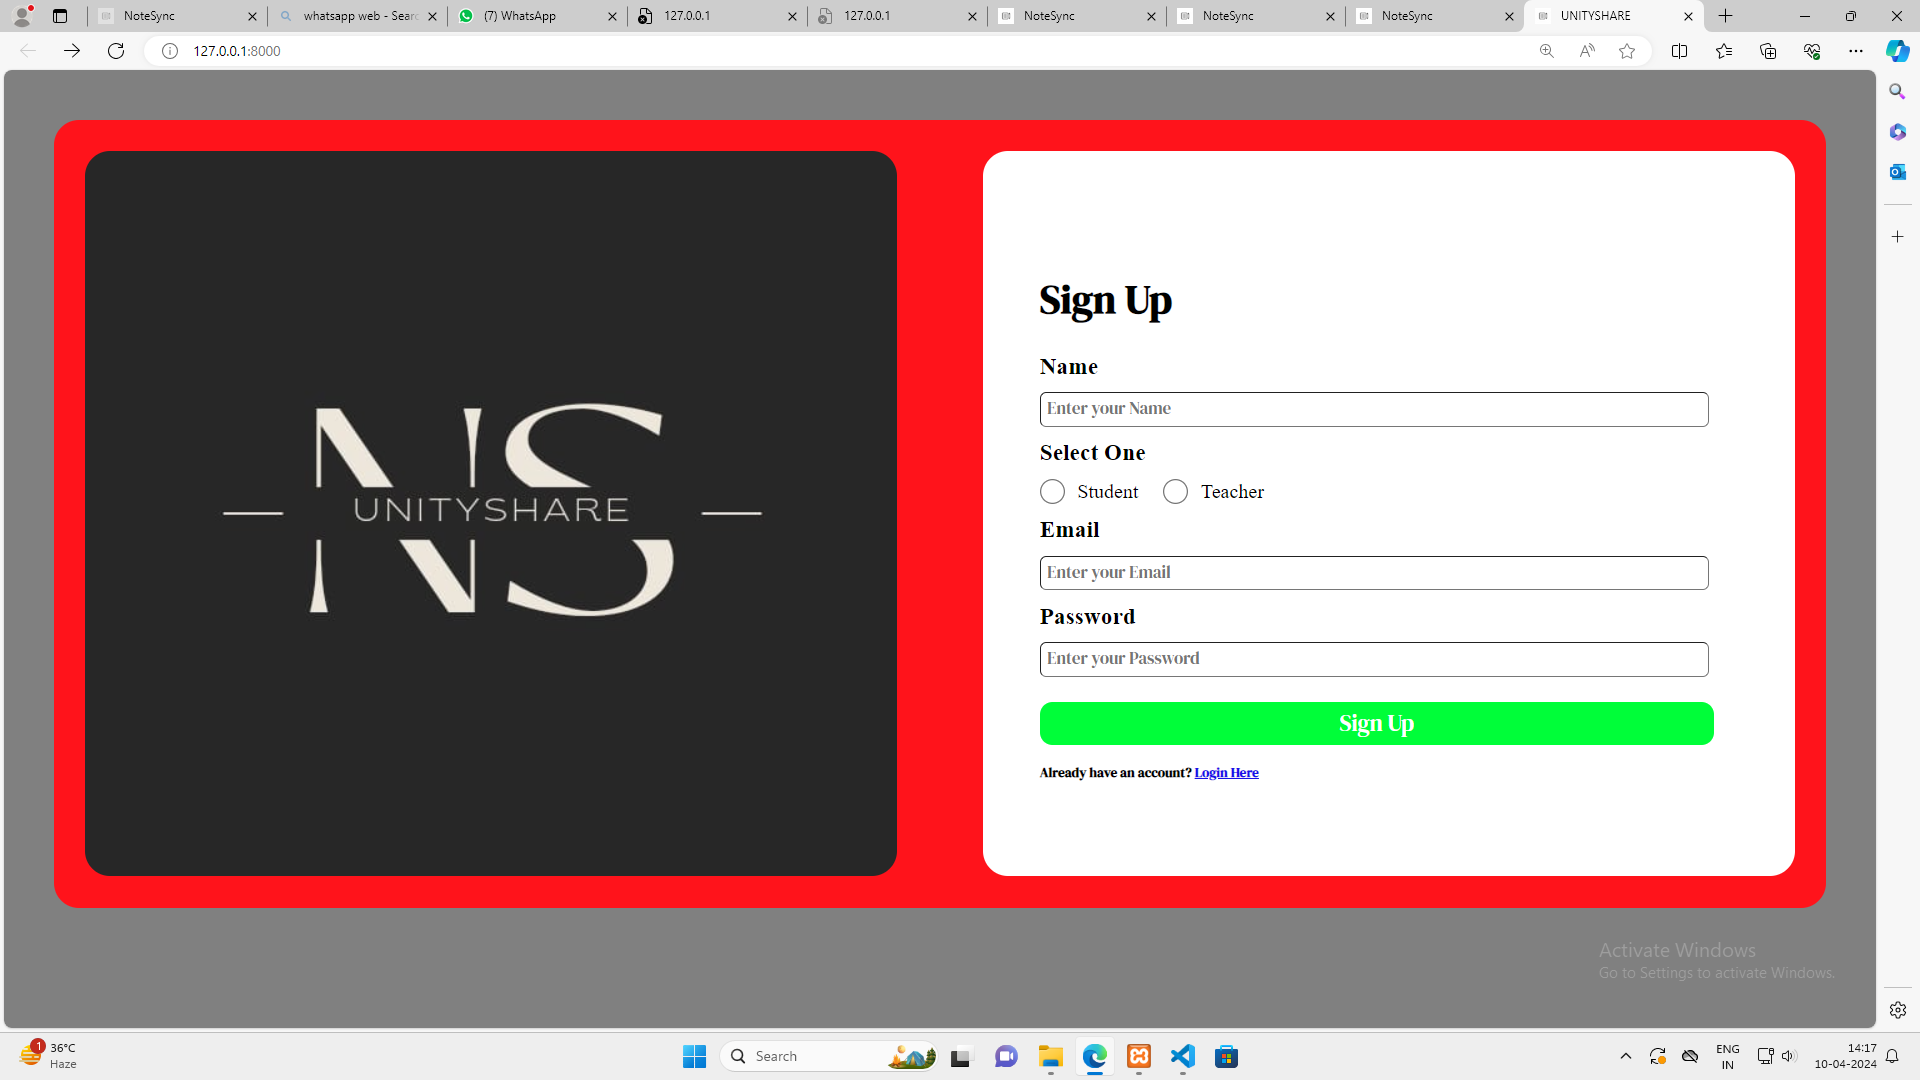 NoteSync
whatsapp web - Sear
(7) WhatsApp
127.0.0.1
127.0.0.1
NoteSync
NoteSync
NoteSync
UNITYSHARE
127.0.0.1:8000
NS
UNITYSHARE
Sign Up
Name
Enter your Name
Select One
Student
Teacher
Email
Enter your Email
Password
Enter your Password
Sign Up
Already have an account? Login Here
Activate Windows
Go to Settings to activate Windows.
1
36°C
Haze
Search
ENG
IN
14:17
10-04-2024